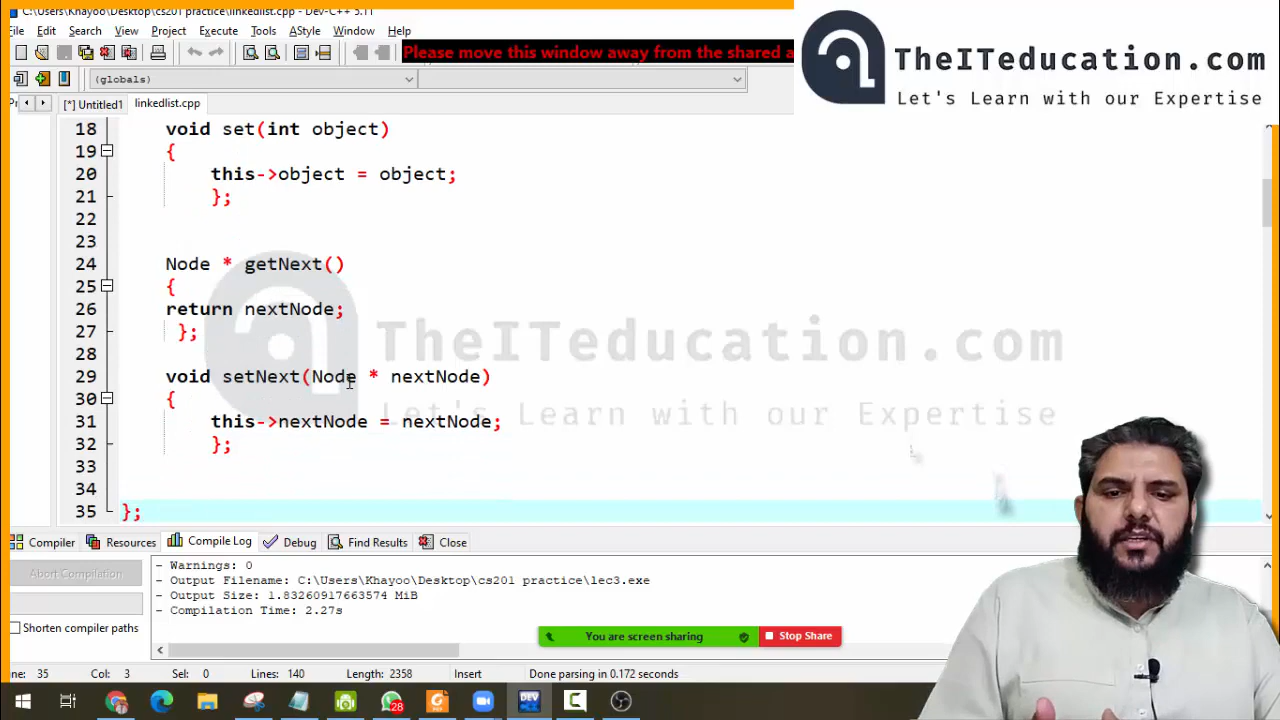 C:\Users\Khayoo\Desktop\cs201 practice\linkedlist.cpp - Dev-C++ 5.11
File Edit Search View Project Execute Tools AStyle Window Help
Please move this window away from the shared a
(globals)
[*] Untitled1 linkedlist.cpp
TheITeducation.com
Let's Learn with our Expertise
18 void set(int object)
19 {
20 this->object = object;
21 };
22
23
24 Node * getNext()
25 {
26 return nextNode;
27 };
28
29 void setNext(Node * nextNode)
30 {
31 this->nextNode = nextNode;
32 };
33
34
35 };
TheITeducation.com
Let's Learn with our Expertise
Compiler Resources Compile Log Debug Find Results Close
Abort Compilation
Shorten compiler paths
- Warnings: 0
- Output Filename: C:\Users\Khayoo\Desktop\cs201 practice\lec3.exe
- Output Size: 1.83260917663574 MiB
- Compilation Time: 2.27s
You are screen sharing Stop Share
Line: 35 Col: 3 Sel: 0 Lines: 140 Length: 2358 Insert Done parsing in 0.172 seconds
28
DEV